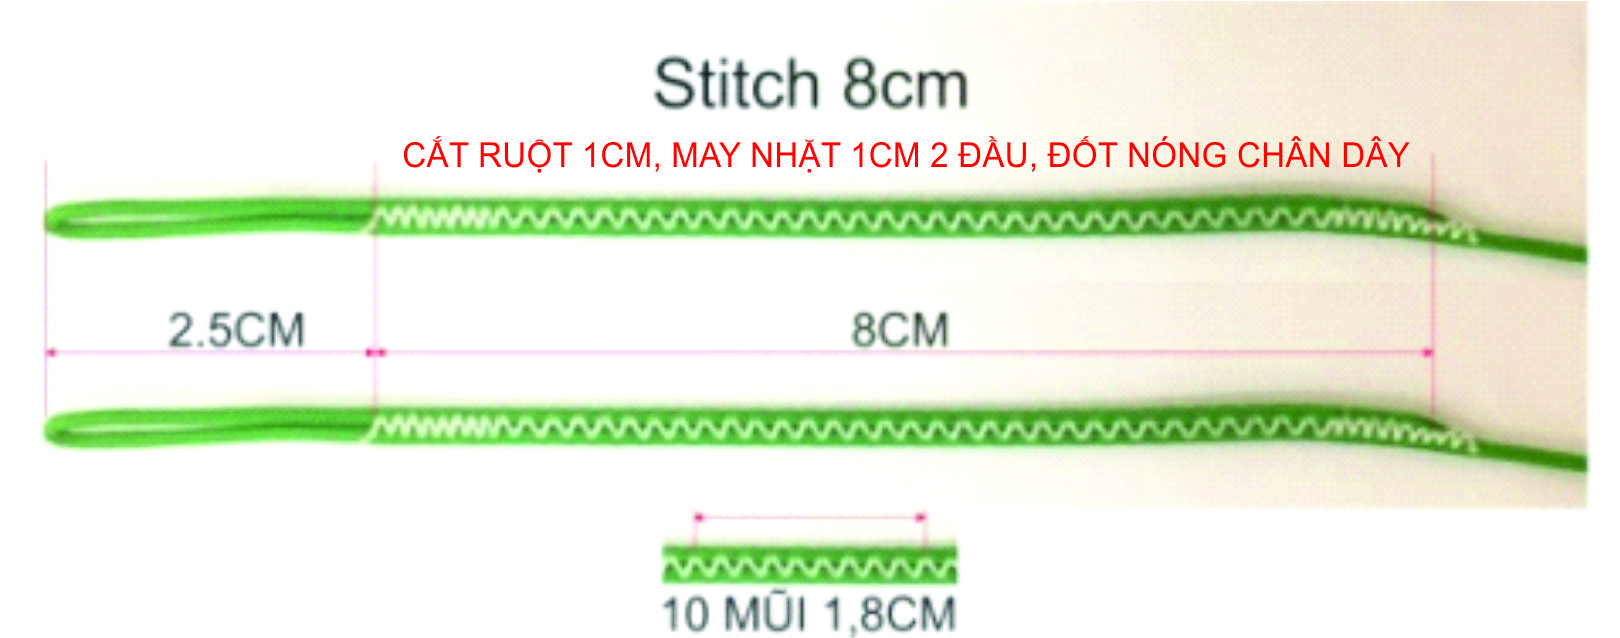 Stitch 8cm
CẮT RUỘT 1CM, MAY NHẶT 1CM 2 ĐẦU, ĐỐT NÓNG CHÂN DÂY
2.5CM
8CM
10 MŨI 1,8CM